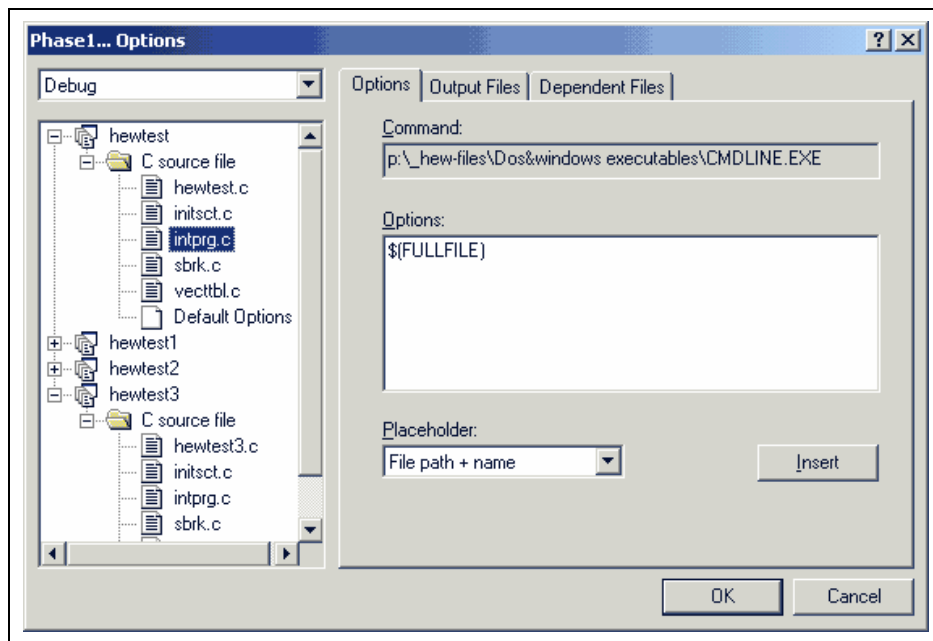 Phase1... Options
Debug
hewtest
C source file
hewtest.c
initsct.c
intprg.c
sbrk.c
vecttbl.c
Default Options
hewtest1
hewtest2
hewtest3
C source file
hewtest3.c
initsct.c
intprg.c
sbrk.c
Options
Output Files
Dependent Files
Command:
p:\_hew-files\Dos&windows executables\CMDLINE.EXE
Options:
$(FULLFILE)
Placeholder:
File path + name
Insert
OK
Cancel